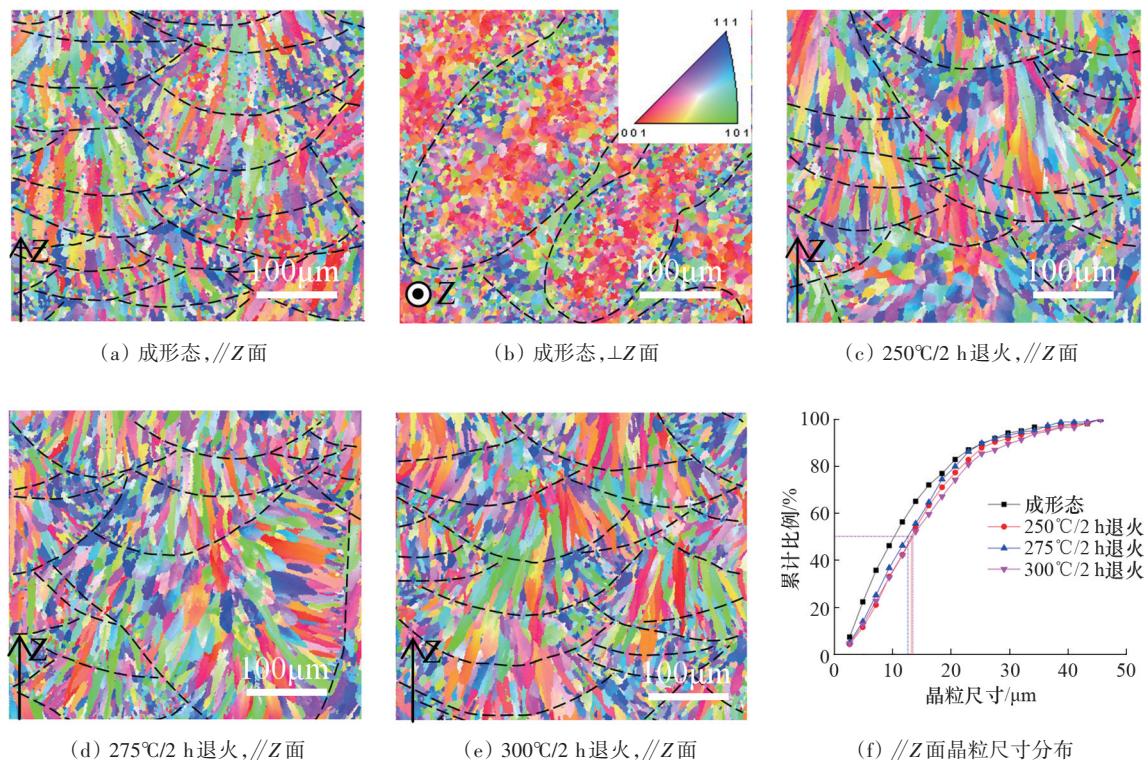 111
001
101
Z
100μm
Z
100μm
Z
100μm
(a) 成形态,//Z面
(b) 成形态,⊥Z面
(c) 250℃/2 h退火,//Z面
Z
100μm
Z
100μm
100
80
60
40
20
0
累计比例/%
成形态
250℃/2 h退火
275℃/2 h退火
300℃/2 h退火
0
10
20
30
40
50
晶粒尺寸/μm
(d) 275℃/2 h退火,//Z面
(e) 300℃/2 h退火,//Z面
(f) //Z面晶粒尺寸分布